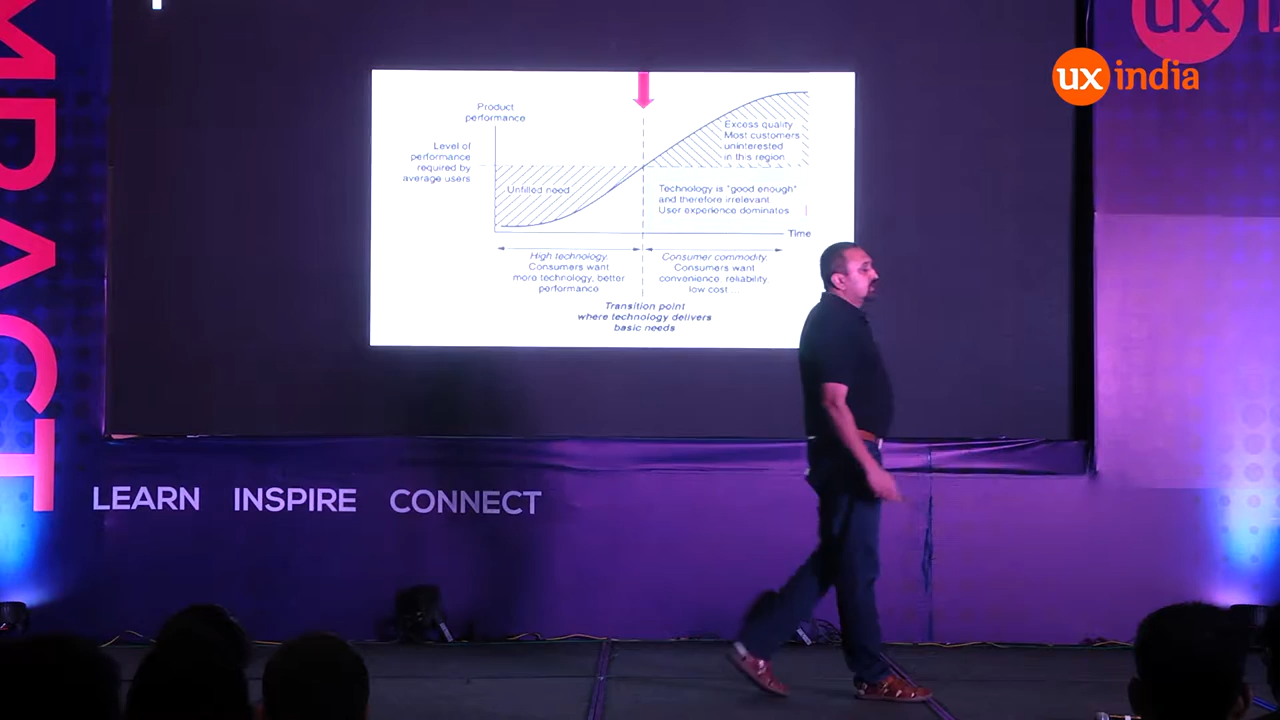 MPACT
ux
ux india
Product
performance
Level of
performance
required by
average users
Unfilled need
Excess quality
Most customers
uninterested
in this region
Technology is "good enough"
and therefore irrelevant
User experience dominates
Time
High technology.
Consumers want
more technology, better
performance
Consumer commodity.
Consumers want
convenience, reliability,
low cost ...
Transition point
where technology delivers
basic needs
LEARN INSPIRE CONNECT